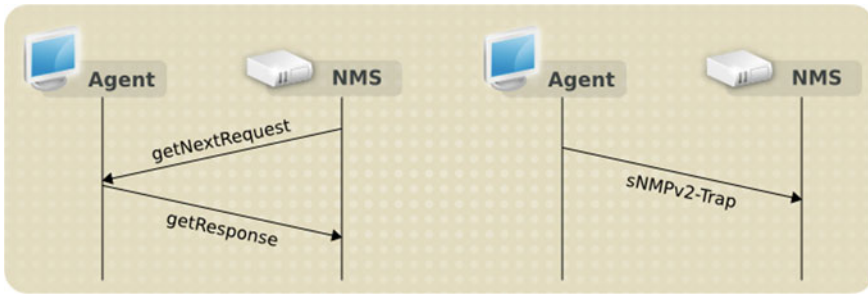 Agent
NMS
getNextRequest
getResponse
Agent
NMS
sNMPv2-Trap